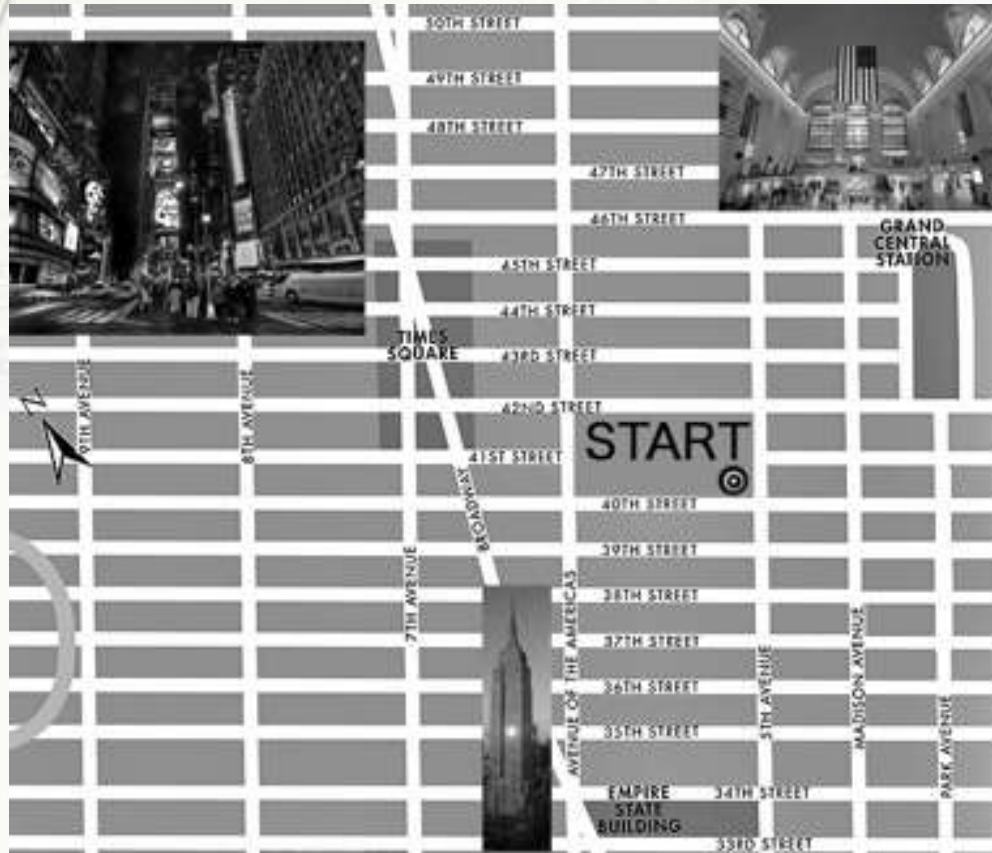 50TH STREET
49TH STREET
48TH STREET
47TH STREET
46TH STREET
GRAND
CENTRAL
STATION
45TH STREET
44TH STREET
TIMES
SQUARE
43RD STREET
9TH AVENUE
8TH AVENUE
N
42ND STREET
START
41ST STREET
BROADWAY
40TH STREET
39TH STREET
7TH AVENUE
38TH STREET
AVENUE OF THE AMERICAS
37TH STREET
5TH AVENUE
MADISON AVENUE
36TH STREET
PARK AVENUE
35TH STREET
EMPIRE
STATE
BUILDING
34TH STREET
33RD STREET